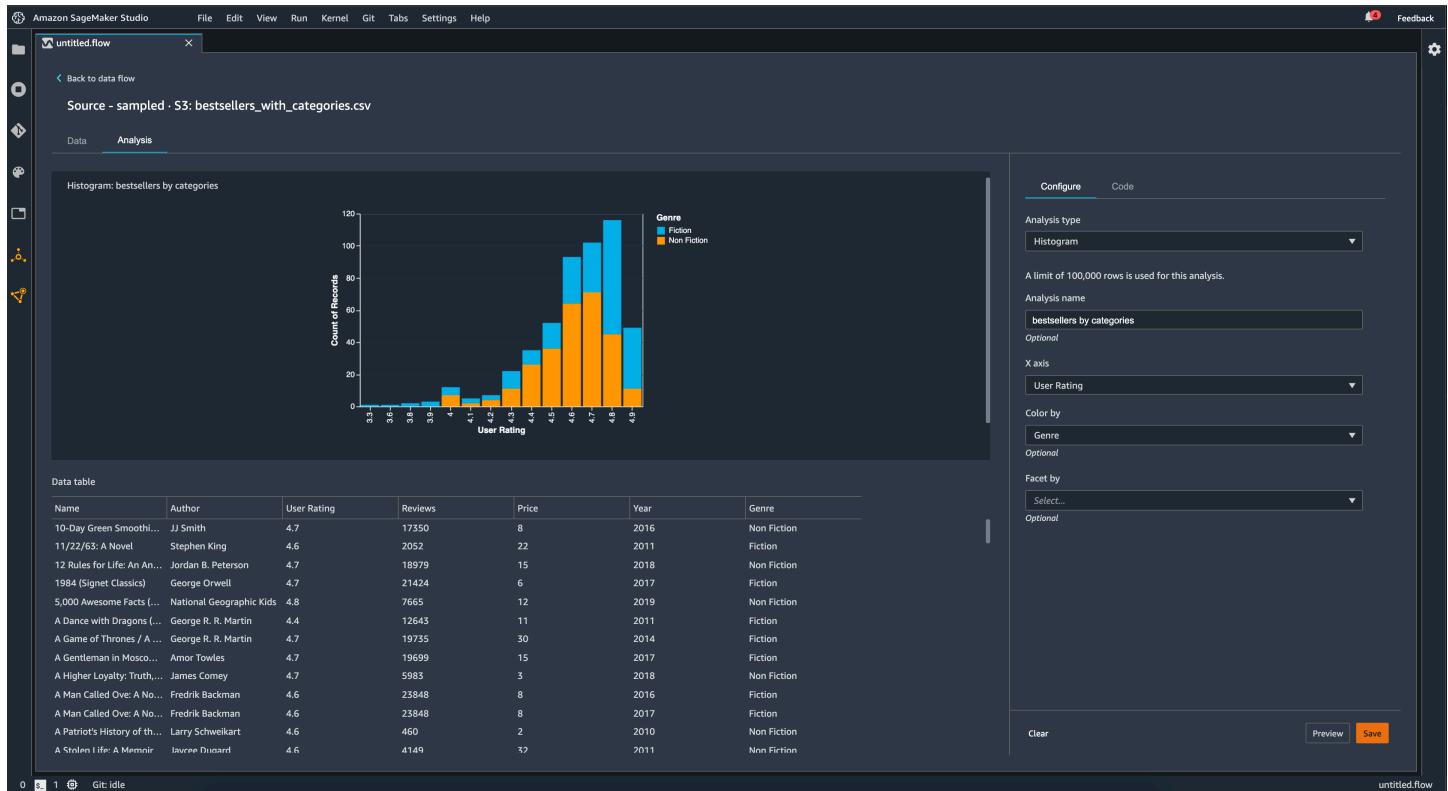 Amazon SageMaker Studio File Edit View Run Kernel Git Tabs Settings Help 4 Feedback
untitled.flow
Back to data flow
Source - sampled · S3: bestsellers_with_categories.csv
Data Analysis
Histogram: bestsellers by categories
120
100
80
60
40
20
0
Count of Records
3.3 3.6 3.8 3.9 4 4.1 4.2 4.3 4.4 4.5 4.6 4.7 4.8 4.9
User Rating
Genre
Fiction
Non Fiction
Configure Code
Analysis type
Histogram
A limit of 100,000 rows is used for this analysis.
Analysis name
bestsellers by categories
Optional
X axis
User Rating
Color by
Genre
Optional
Facet by
Select...
Optional
Data table
Name Author User Rating Reviews Price Year Genre
10-Day Green Smoothi... JJ Smith 4.7 17350 8 2016 Non Fiction
11/22/63: A Novel Stephen King 4.6 2052 22 2011 Fiction
12 Rules for Life: An An... Jordan B. Peterson 4.7 18979 15 2018 Non Fiction
1984 (Signet Classics) George Orwell 4.7 21424 6 2017 Fiction
5,000 Awesome Facts (... National Geographic Kids 4.8 7665 12 2019 Non Fiction
A Dance with Dragons (... George R. R. Martin 4.4 12643 11 2011 Fiction
A Game of Thrones / A ... George R. R. Martin 4.7 19735 30 2014 Fiction
A Gentleman in Mosco... Amor Towles 4.7 19699 15 2017 Fiction
A Higher Loyalty: Truth,... James Comey 4.7 5983 3 2018 Non Fiction
A Man Called Ove: A No... Fredrik Backman 4.6 23848 8 2016 Fiction
A Man Called Ove: A No... Fredrik Backman 4.6 23848 8 2017 Fiction
A Patriot's History of th... Larry Schweikart 4.6 460 2 2010 Non Fiction
A Stolen Life: A Memoir Jaycee Dugard 4.6 4149 32 2011 Non Fiction
Clear Preview Save
0 $_ 1 Git: idle untitled.flow